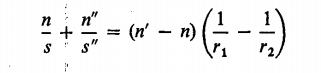 n/s + n″/s″ = (n′ − n) (1/r₁ − 1/r₂)